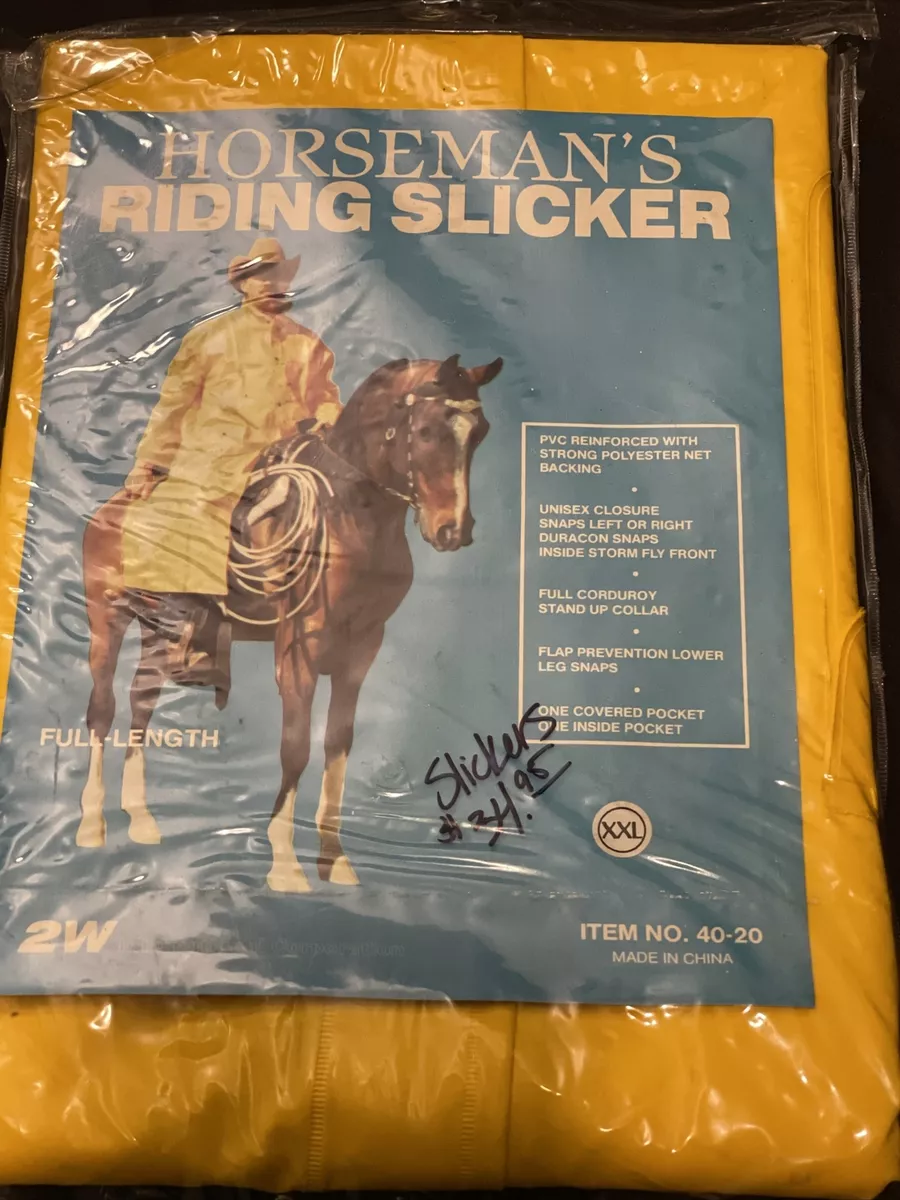 HORSEMAN'S
RIDING SLICKER
PVC REINFORCED WITH
STRONG POLYESTER NET
BACKING
•
UNISEX CLOSURE
SNAPS LEFT OR RIGHT
DURACON SNAPS
INSIDE STORM FLY FRONT
•
FULL CORDUROY
STAND UP COLLAR
•
FLAP PREVENTION LOWER
LEG SNAPS
•
ONE COVERED POCKET
ONE INSIDE POCKET
FULL-LENGTH
Slickers
$34.95
XXL
2W
ITEM NO. 40-20
MADE IN CHINA